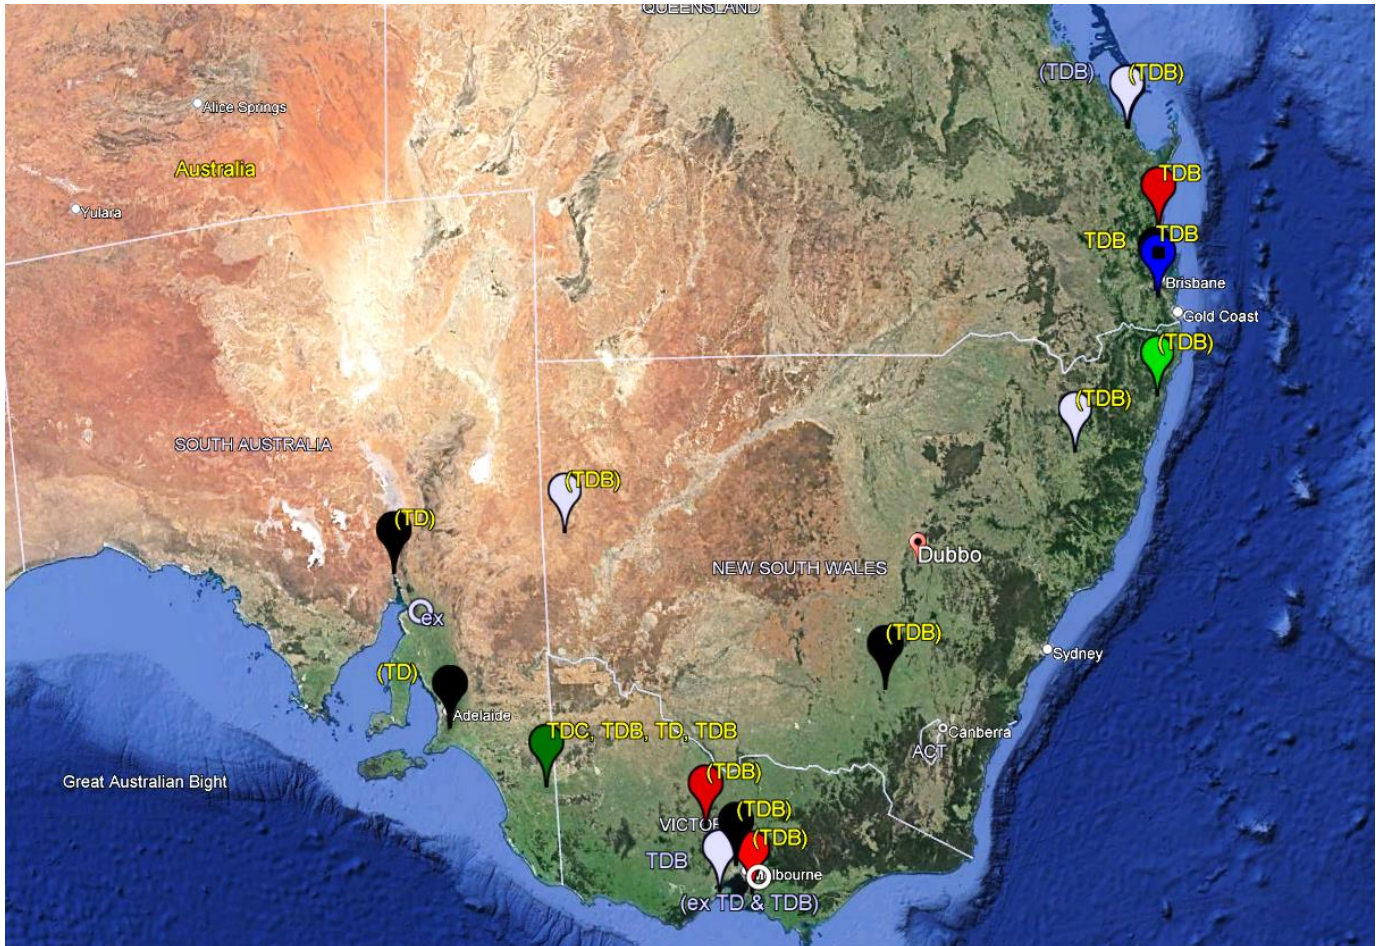 QUEENSLAND
(TDB)
(TDB)
Alice Springs
Australia
TDB
Yulara
TDB
TDB
Brisbane
Gold Coast
(TDB)
(TDB)
SOUTH AUSTRALIA
(TDB)
(TD)
Dubbo
NEW SOUTH WALES
ex
(TDB)
Sydney
(TD)
Adelaide
TDC, TDB, TD, TDB
Canberra
ACT
Great Australian Bight
(TDB)
(TDB)
VICTOR
(TDB)
TDB
Melbourne
(ex TD & TDB)